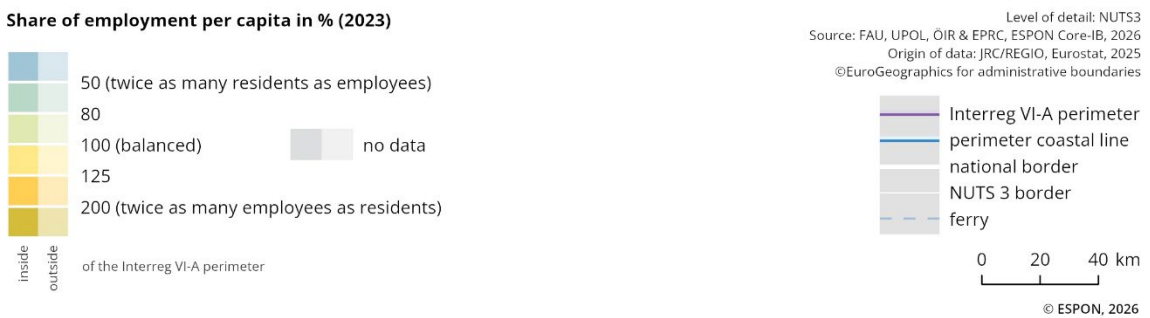 Share of employment per capita in % (2023)
50 (twice as many residents as employees)
80
100 (balanced)
125
200 (twice as many employees as residents)
no data
inside
outside
of the Interreg VI-A perimeter
Level of detail: NUTS3
Source: FAU, UPOL, ÖIR & EPRC, ESPON Core-IB, 2026
Origin of data: JRC/REGIO, Eurostat, 2025
©EuroGeographics for administrative boundaries
Interreg VI-A perimeter
perimeter coastal line
national border
NUTS 3 border
ferry
0 20 40 km
© ESPON, 2026